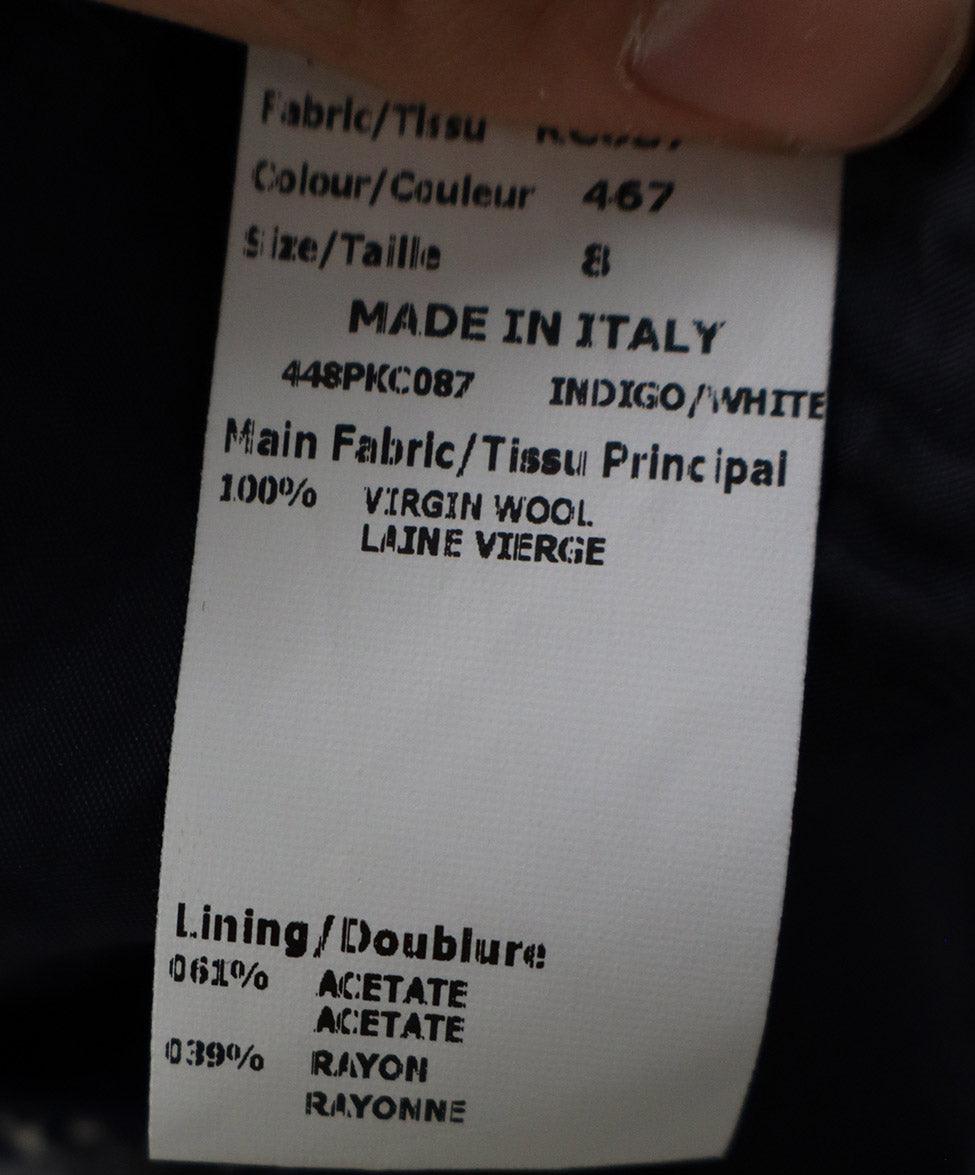 Fabric/Tissu
Colour/Couleur 467
Size/Taille 8
MADE IN ITALY
448PKC087 INDIGO/WHITE
Main Fabric/Tissu Principal
100% VIRGIN WOOL
LAINE VIERGE
Lining/Doublure
061% ACETATE
ACETATE
039% RAYON
RAYONNE